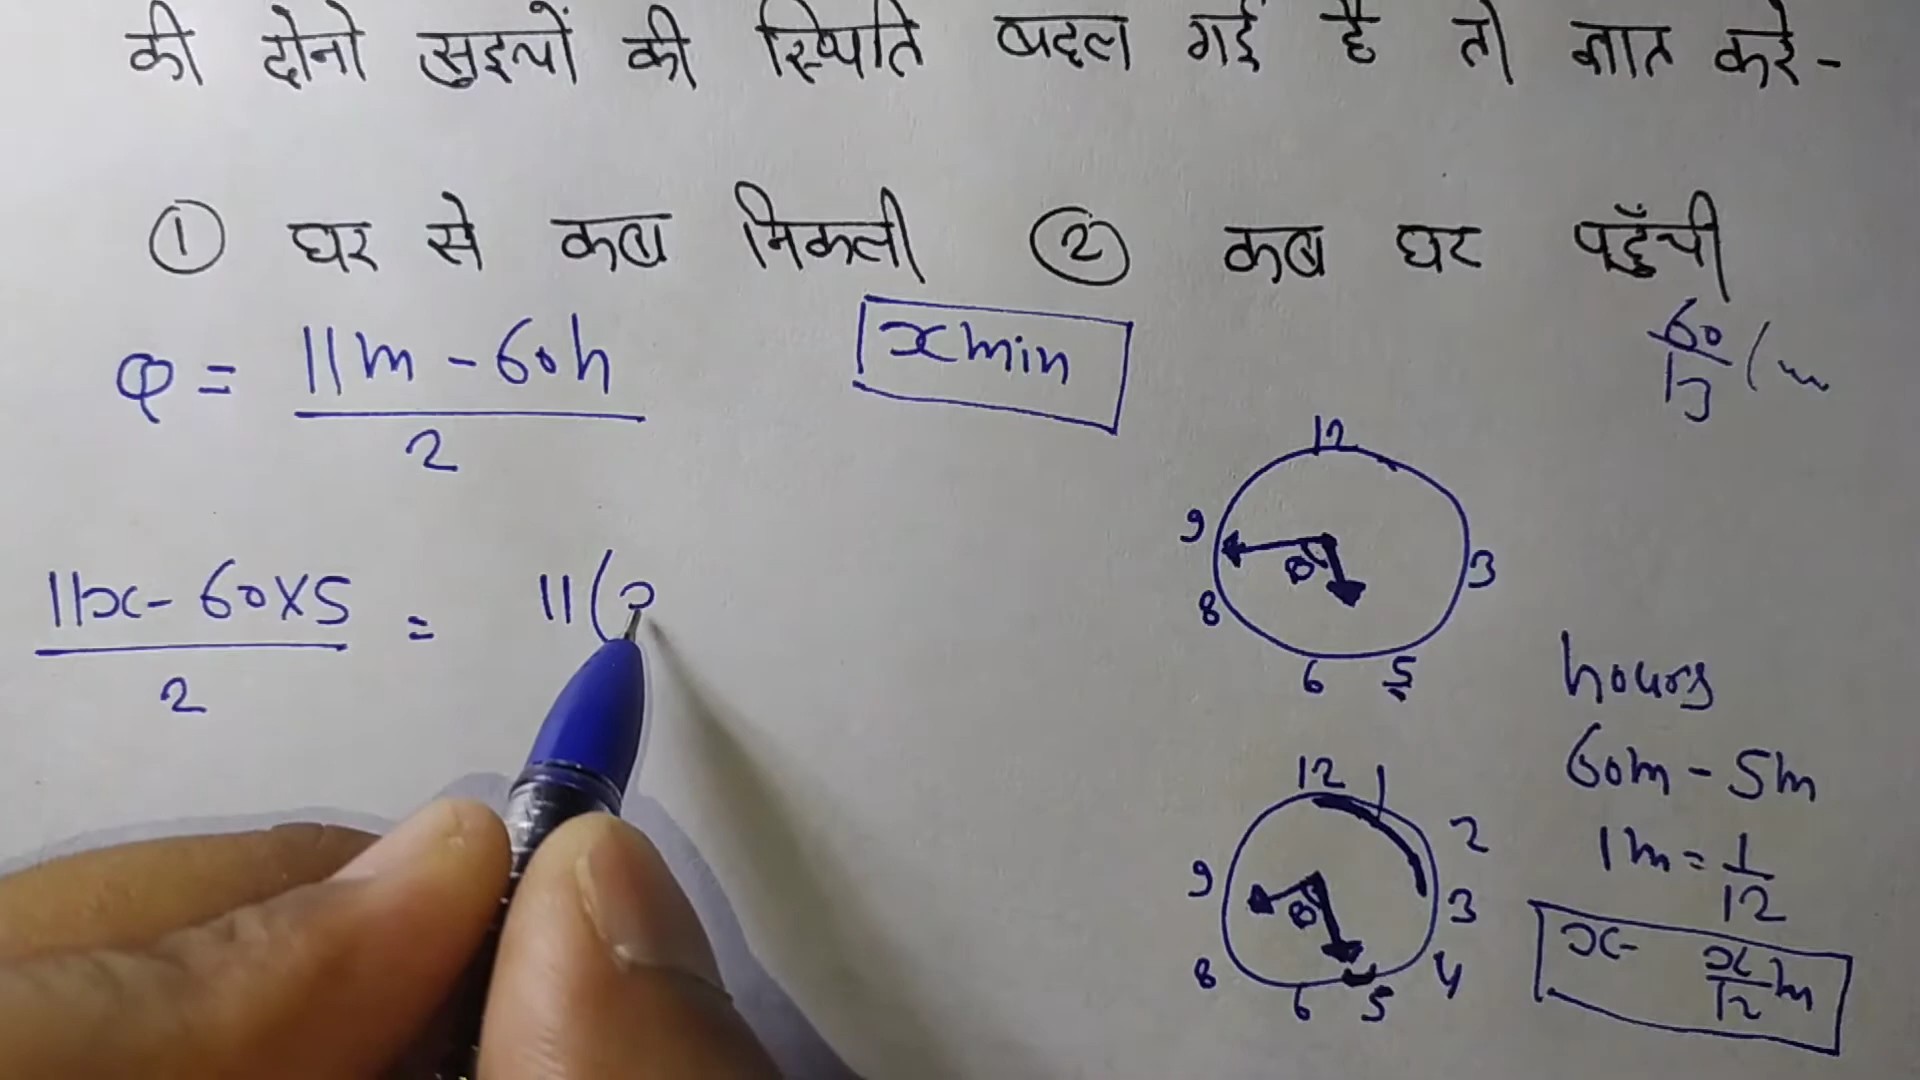 की दोनो सुइयों की स्थिति बदल गई है तो ज्ञात करे-
① घर से कब निकली ② कब घर पहुँची
φ = 11m - 60h / 2
x min
60/13 (
11x - 60×5 / 2 = 11(
12
9
3
8
6 5
θ
hours
60m - 5m
1m = 1/12
x - x/12 m
12 1
2
9
3
8
4
6 5
θ